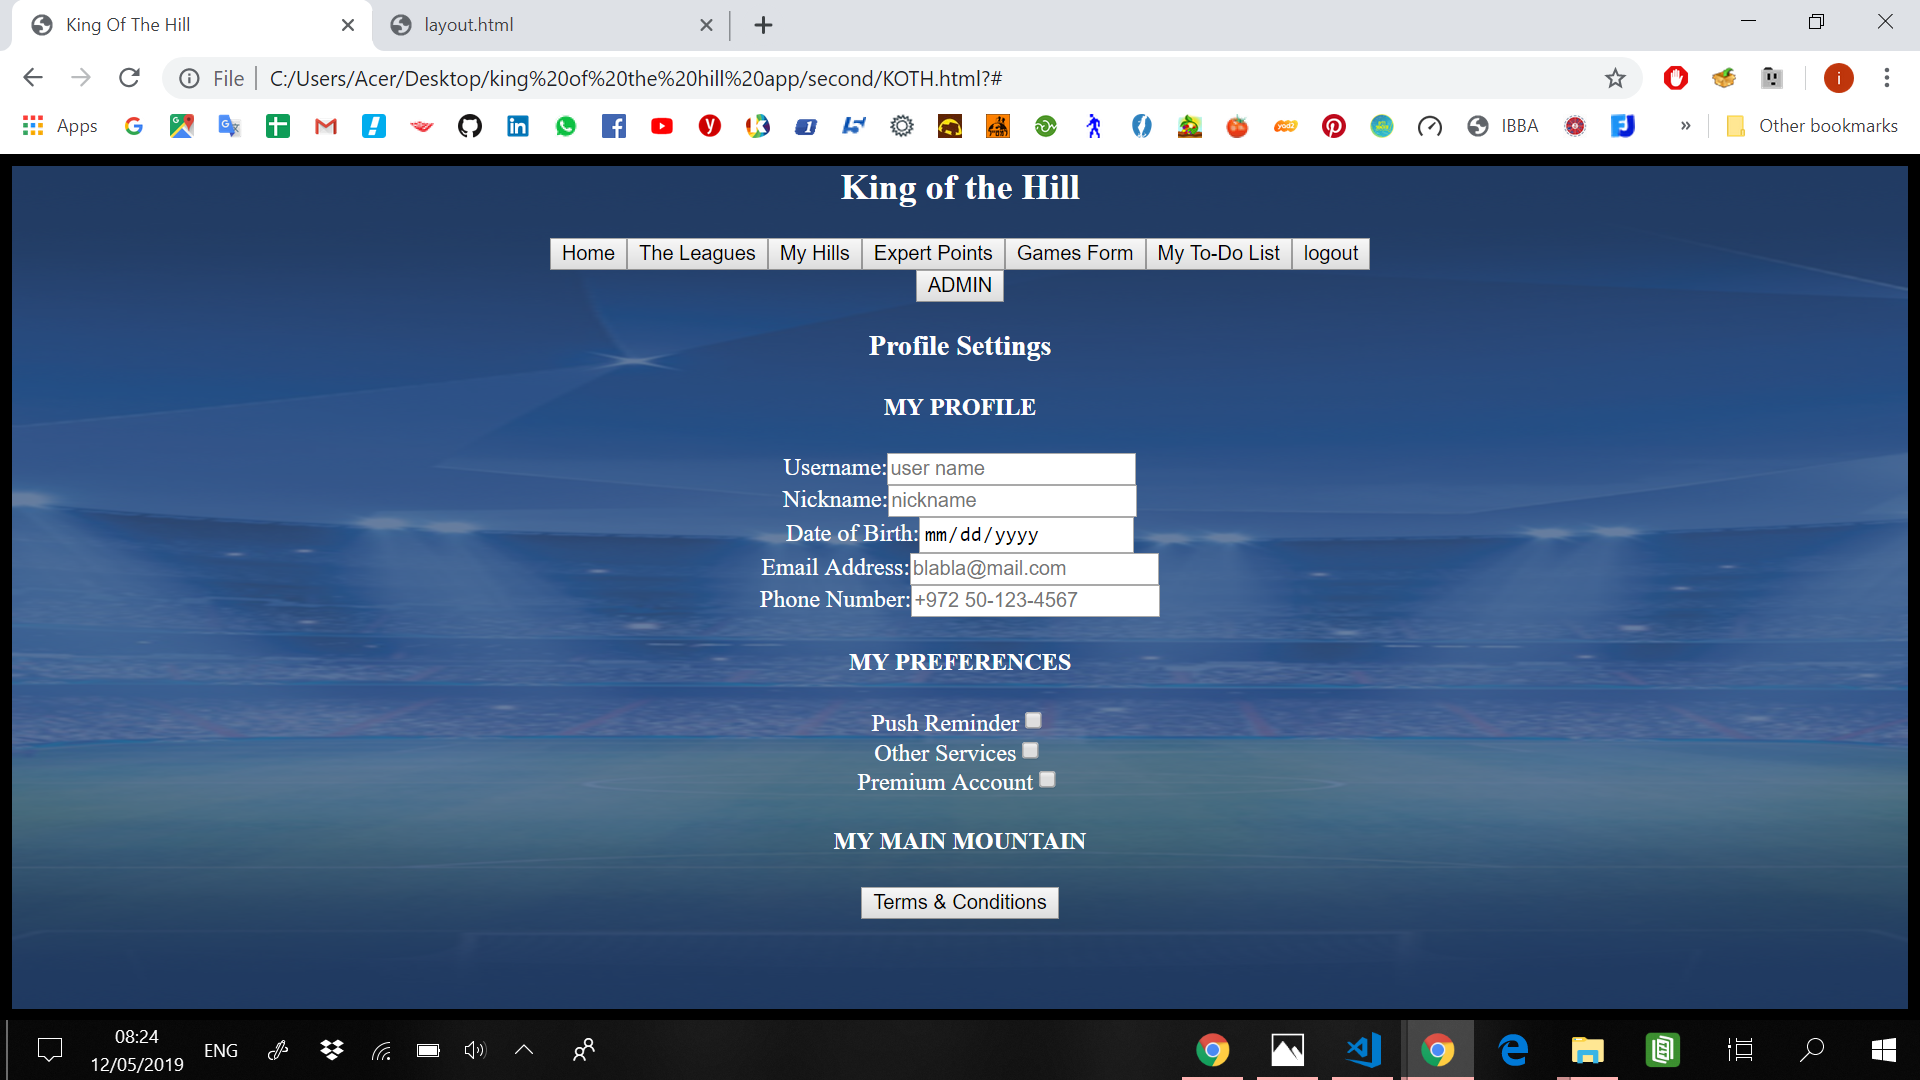 King Of The Hill
layout.html
File
C:/Users/Acer/Desktop/king%20of%20the%20hill%20app/second/KOTH.html?#
i
Apps
IBBA
»
Other bookmarks
King of the Hill
Home The Leagues My Hills Expert Points Games Form My To-Do List logout
ADMIN
Profile Settings
MY PROFILE
Username: user name
Nickname: nickname
Date of Birth: mm/dd/yyyy
Email Address: blabla@mail.com
Phone Number: +972 50-123-4567
MY PREFERENCES
Push Reminder
Other Services
Premium Account
MY MAIN MOUNTAIN
Terms & Conditions
08:24
12/05/2019
ENG